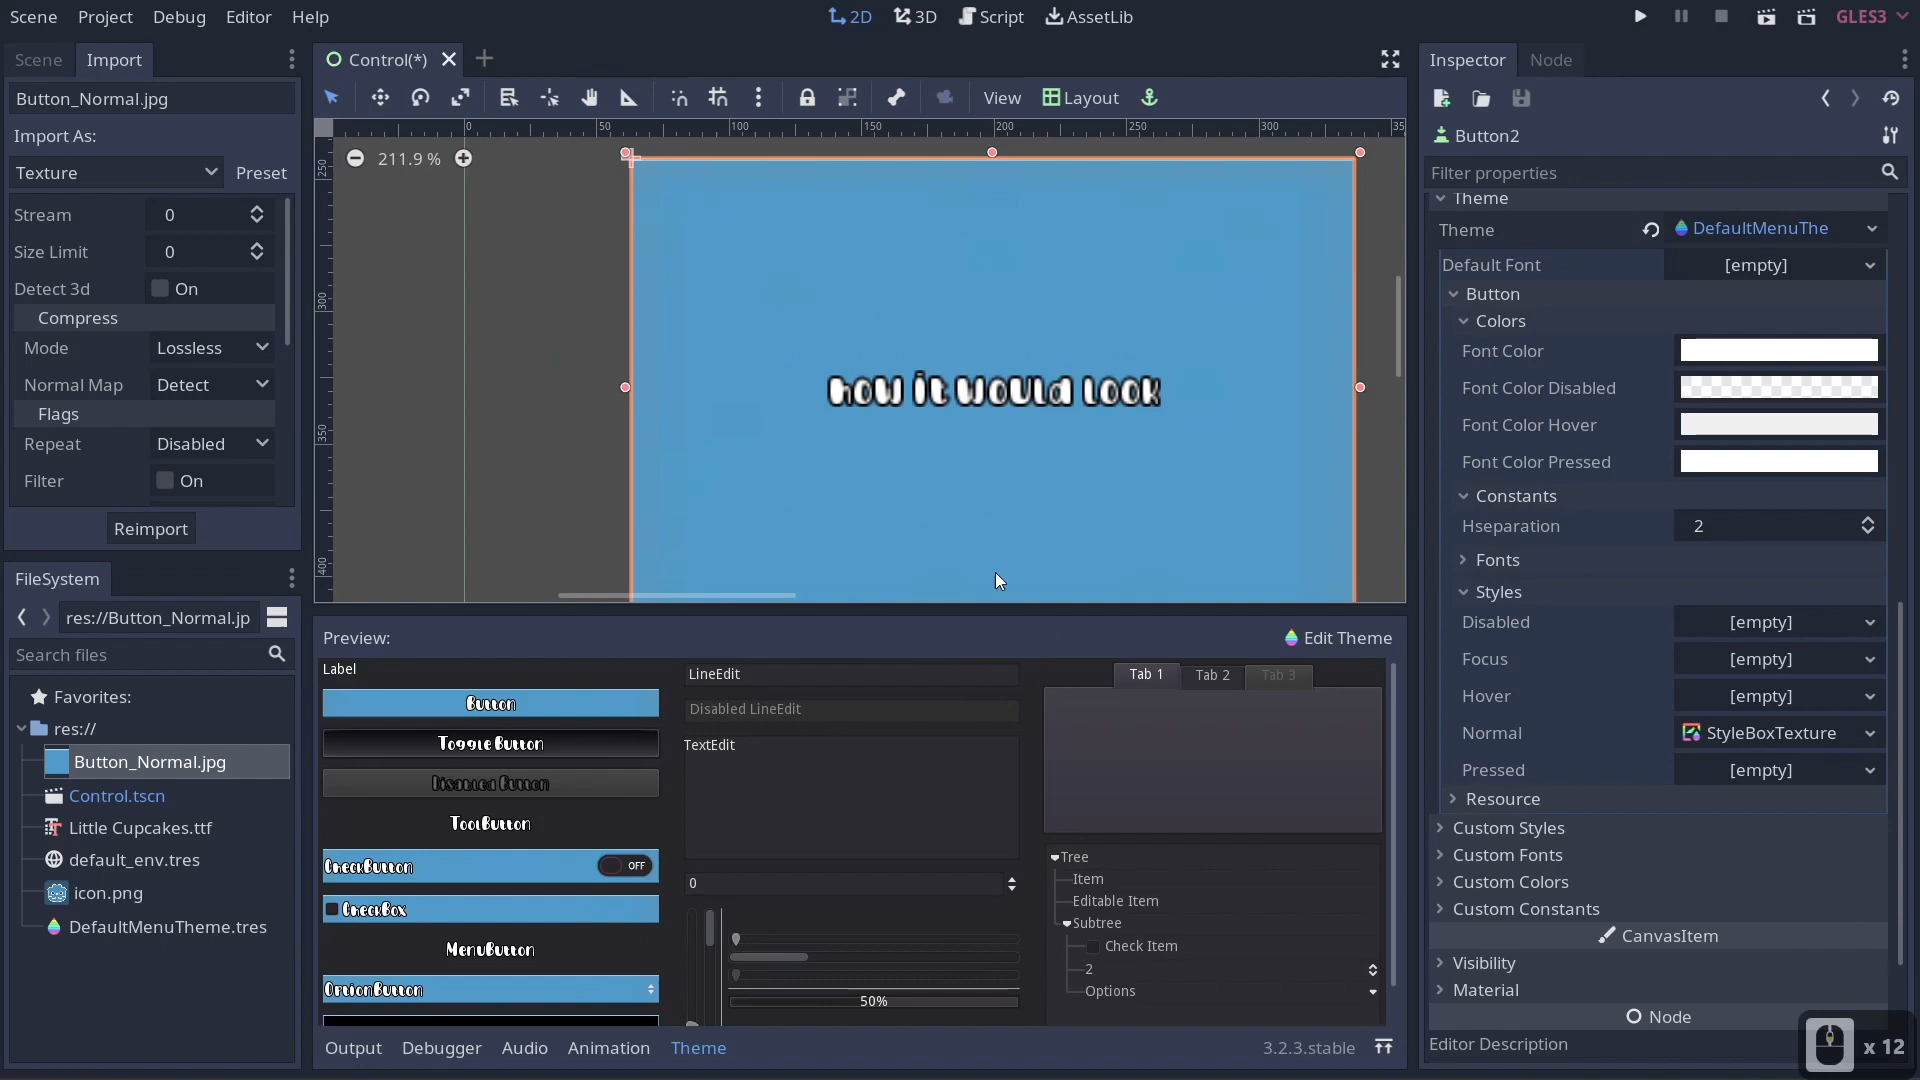 Scene Project Debug Editor Help
2D 3D Script AssetLib
GLES3
Scene Import
Button_Normal.jpg
Import As:
Texture Preset
Stream 0
Size Limit 0
Detect 3d On
Compress
Mode Lossless
Normal Map Detect
Flags
Repeat Disabled
Filter On
Reimport
FileSystem
res://Button_Normal.jp
Search files
Favorites:
res://
Button_Normal.jpg
Control.tscn
Little Cupcakes.ttf
default_env.tres
icon.png
DefaultMenuTheme.tres
Control(*)
View Layout
0 50 100 150 200 250 300 35
250
300
350
400
211.9 %
how it would look
Preview: Edit Theme
Label
Button
Toggle Button
Disabled Button
ToolButton
CheckButton OFF
CheckBox
MenuButton
OptionButton
LineEdit
Disabled LineEdit
TextEdit
0
50%
Tab 1 Tab 2 Tab 3
Tree
Item
Editable Item
Subtree
Check Item
2
Options
Output Debugger Audio Animation Theme 3.2.3.stable
Inspector Node
Button2
Filter properties
Theme
Theme DefaultMenuThe
Default Font [empty]
Button
Colors
Font Color
Font Color Disabled
Font Color Hover
Font Color Pressed
Constants
Hseparation 2
Fonts
Styles
Disabled [empty]
Focus [empty]
Hover [empty]
Normal StyleBoxTexture
Pressed [empty]
Resource
Custom Styles
Custom Fonts
Custom Colors
Custom Constants
CanvasItem
Visibility
Material
Node
Editor Description
x 12